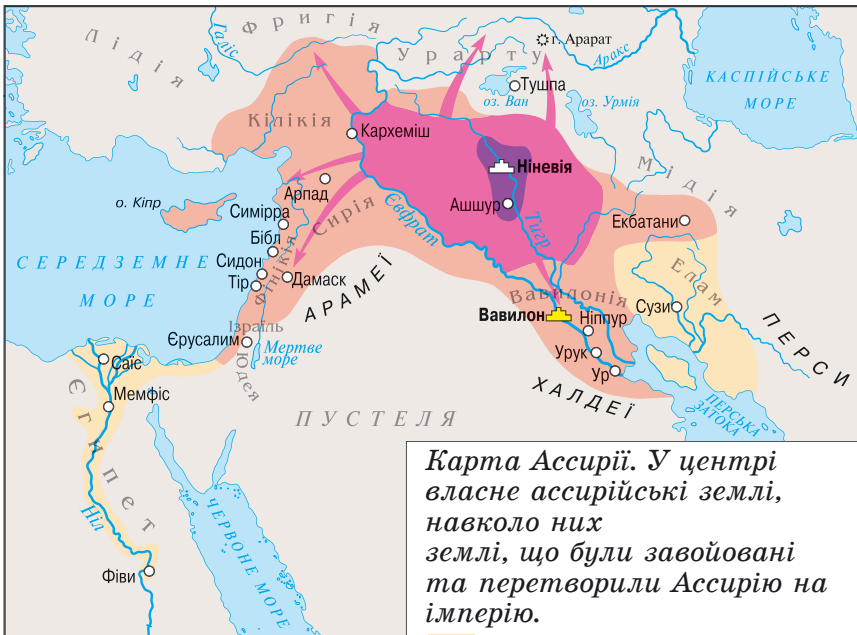 Лідія
Фригія
Галіс
Урарту
г. Арарат
Аракс
КАСПІЙСЬКЕ
МОРЕ
Тушпа
оз. Ван
оз. Урмія
Кілікія
Кархеміш
Мідія
Ніневія
Ашшур
Тигр
Євфрат
Арпад
о. Кіпр
Симірра
Сирія
Бібл
Фінікія
СЕРЕДЗЕМНЕ
МОРЕ
Сидон
Тір
Дамаск
АРАМЕЇ
Екбатани
Елам
Сузи
ПЕРСИ
Вавилонія
Вавилон
Ніппур
Урук
Ур
ХАЛДЕЇ
ПЕРСЬКА
ЗАТОКА
Ізраїль
Єрусалим
Мертве
море
Юдея
Саїс
Мемфіс
Єгипет
ПУСТЕЛЯ
Ніл
ЧЕРВОНЕ МОРЕ
Фіви
Карта Ассирії. У центрі
власне ассирійські землі,
навколо них
землі, що були завойовані
та перетворили Ассирію на
імперію.